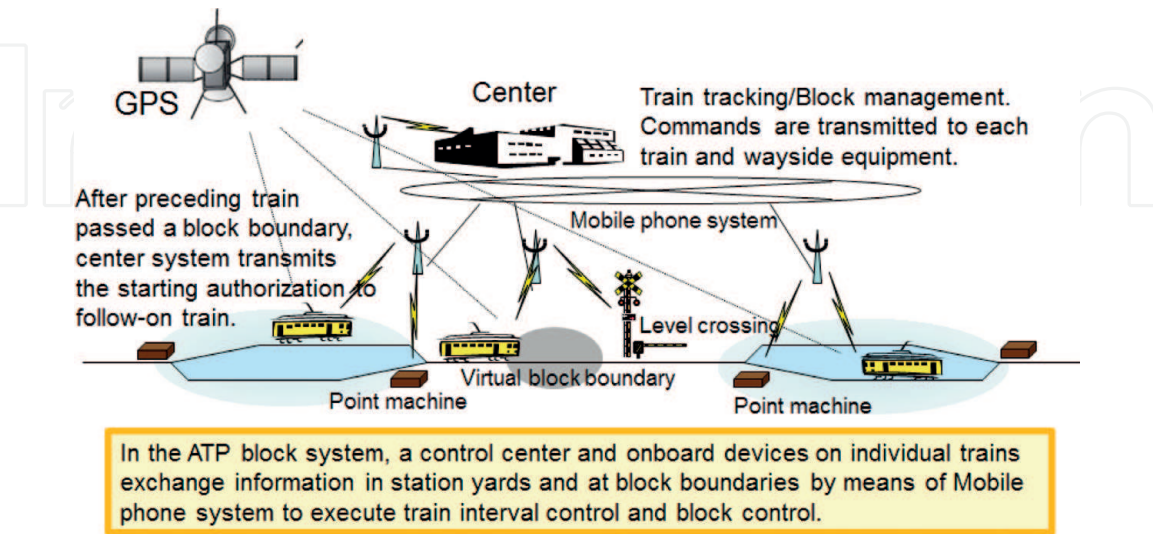 GPS
Center
Train tracking/Block management.
Commands are transmitted to each
train and wayside equipment.
After preceding train
passed a block boundary,
center system transmits
the starting authorization to
follow-on train.
Mobile phone system
Level crossing
Virtual block boundary
Point machine
Point machine
In the ATP block system, a control center and onboard devices on individual trains
exchange information in station yards and at block boundaries by means of Mobile
phone system to execute train interval control and block control.